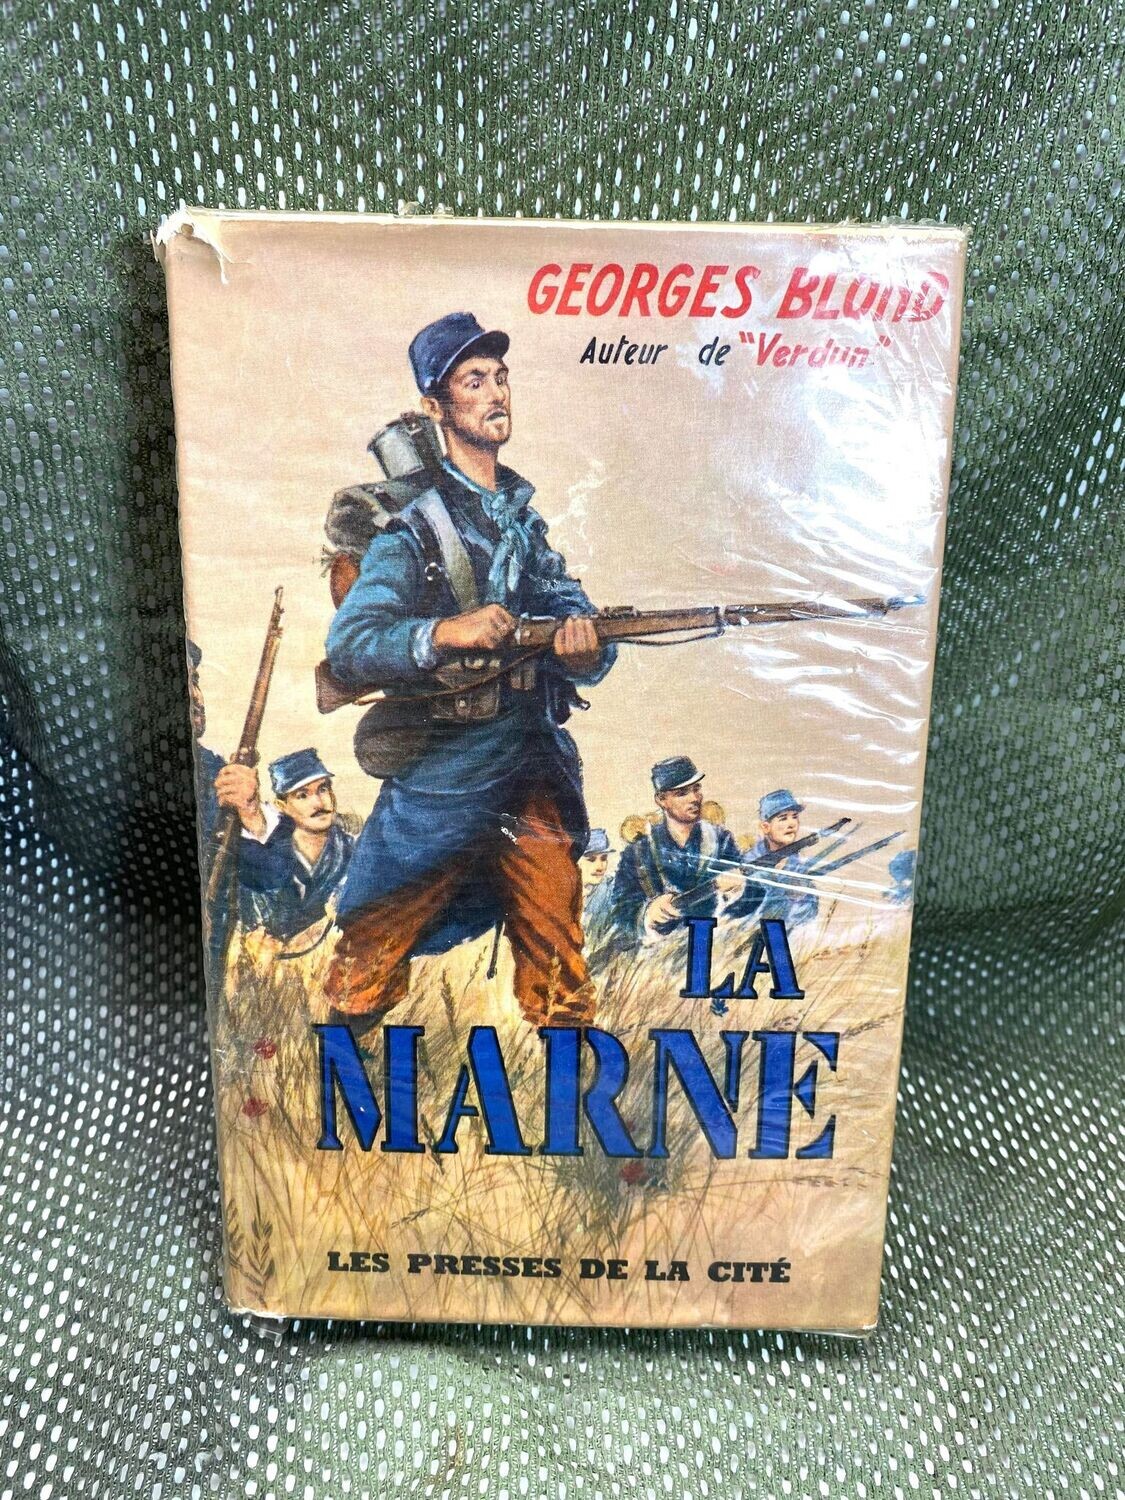 GEORGES BLOND
Auteur de "Verdun"
LA
MARNE
LES PRESSES DE LA CITÉ